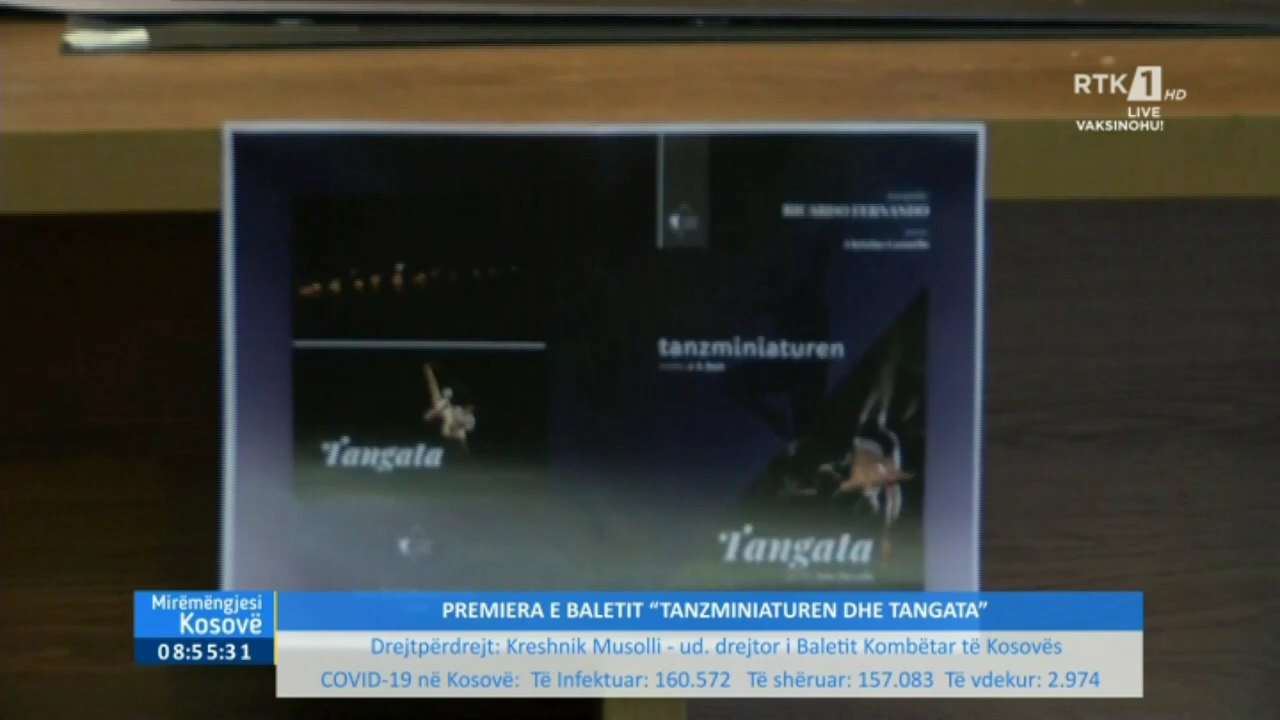 RTK 1 HD
LIVE
VAKSINOHU!
RICARDO FERNANDO
tanzminiaturen
Tangata
Tangata
Mirëmëngjesi
Kosovë
08:55:31
PREMIERA E BALETIT “TANZMINIATUREN DHE TANGATA”
Drejtpërdrejt: Kreshnik Musolli - ud. drejtor i Baletit Kombëtar të Kosovës
COVID-19 në Kosovë: Të Infektuar: 160.572 Të shëruar: 157.083 Të vdekur: 2.974